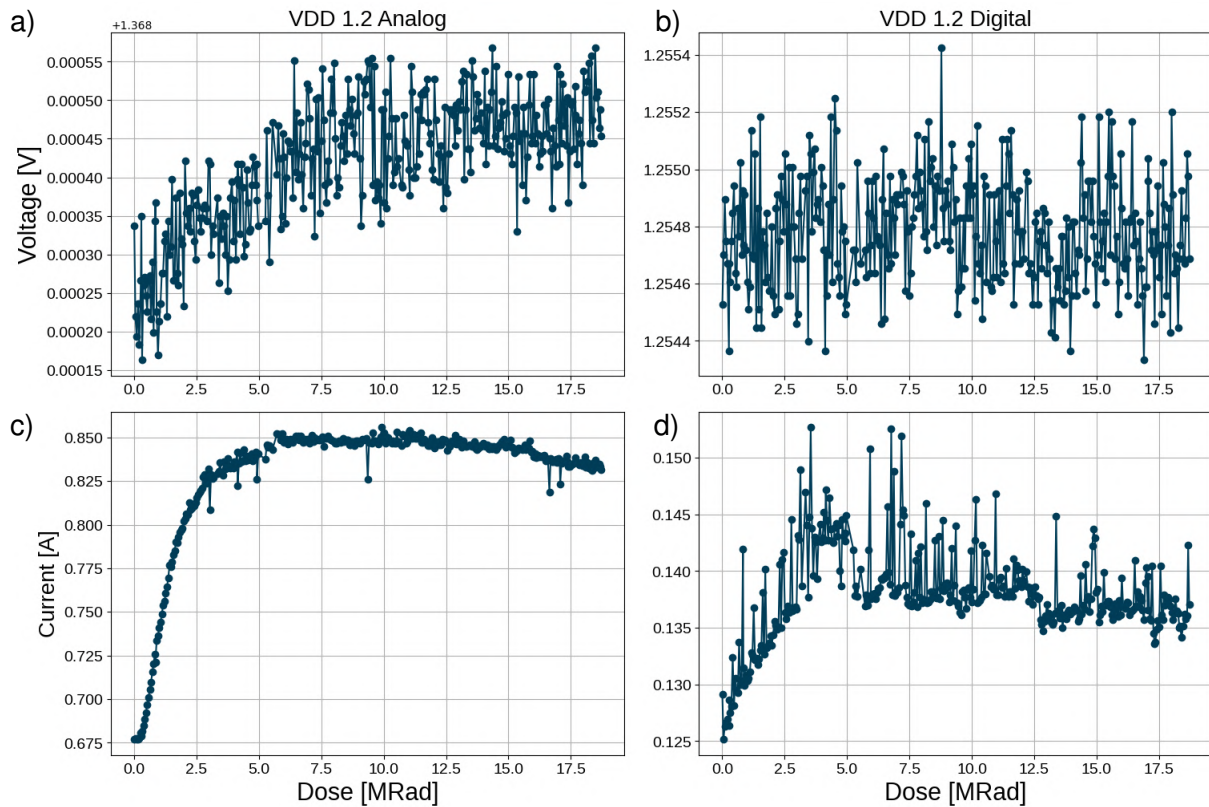 a)
VDD 1.2 Analog
+1.368
Voltage [V]
0.00055
0.00050
0.00045
0.00040
0.00035
0.00030
0.00025
0.00020
0.00015
0.0 2.5 5.0 7.5 10.0 12.5 15.0 17.5
b)
VDD 1.2 Digital
1.2554
1.2552
1.2550
1.2548
1.2546
1.2544
0.0 2.5 5.0 7.5 10.0 12.5 15.0 17.5
c)
Current [A]
0.850
0.825
0.800
0.775
0.750
0.725
0.700
0.675
0.0 2.5 5.0 7.5 10.0 12.5 15.0 17.5
Dose [MRad]
d)
0.150
0.145
0.140
0.135
0.130
0.125
0.0 2.5 5.0 7.5 10.0 12.5 15.0 17.5
Dose [MRad]